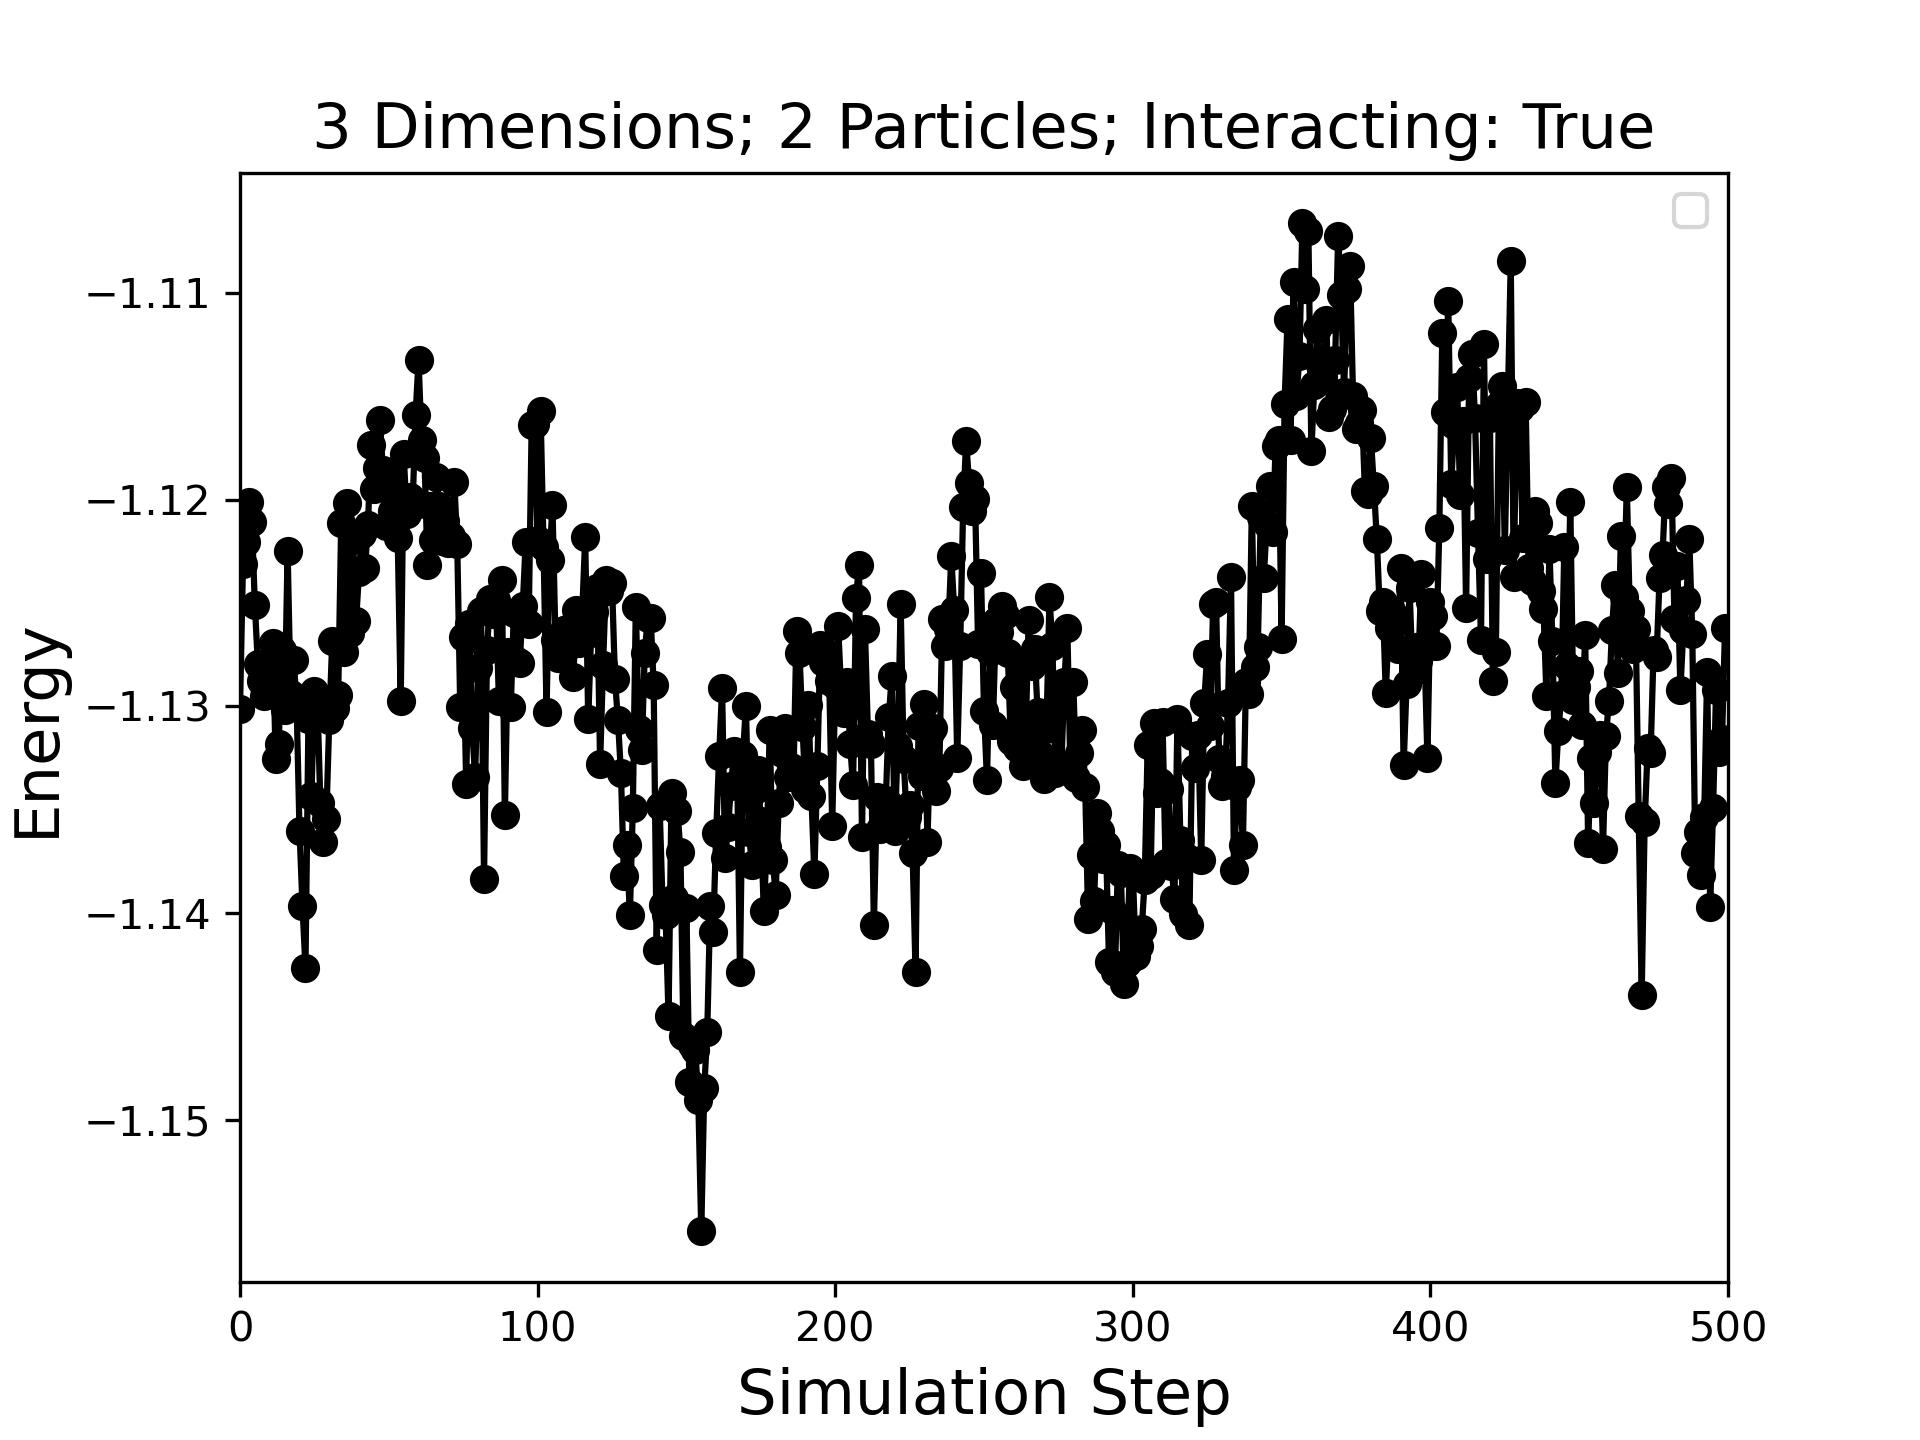 3 Dimensions; 2 Particles; Interacting: True
Energy
−1.11
−1.12
−1.13
−1.14
−1.15
0 100 200 300 400 500
Simulation Step